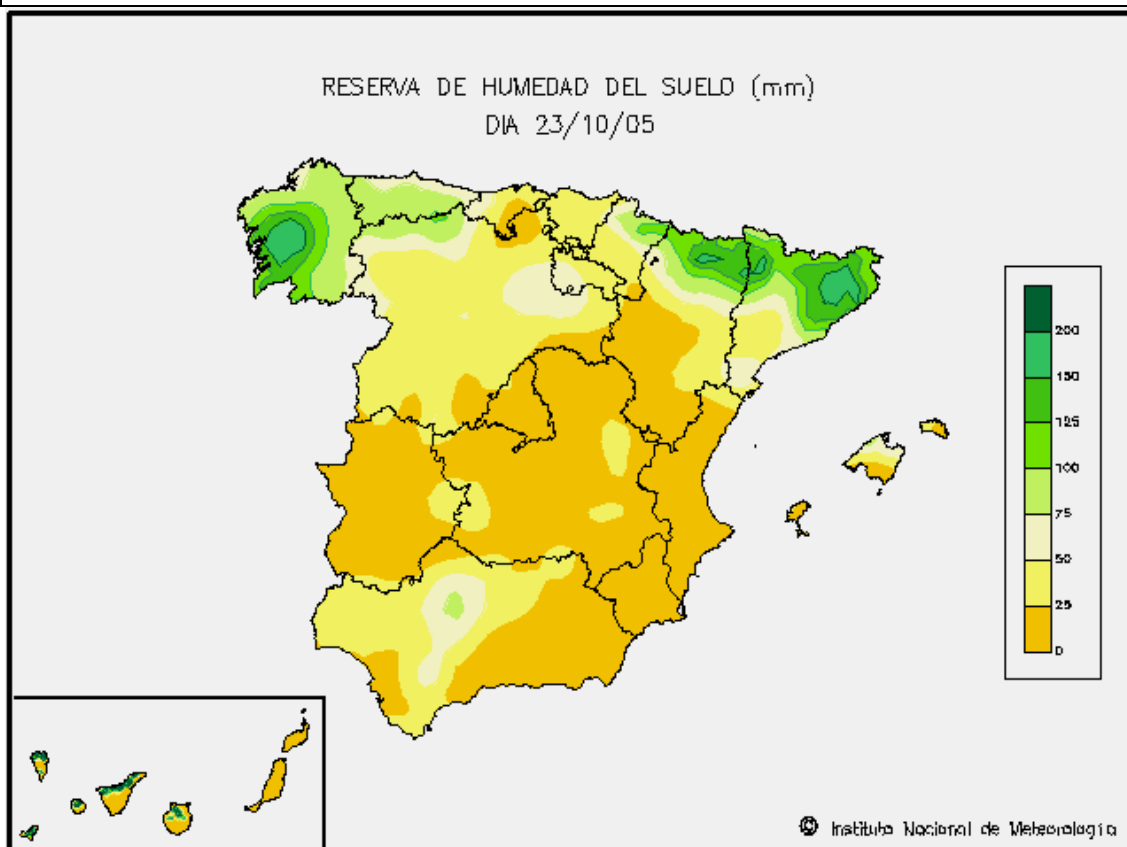 RESERVA DE HUMEDAD DEL SUELO (mm)
DIA 23/10/05
200
150
125
100
75
50
25
0
© Instituto Nacional de Meteorología